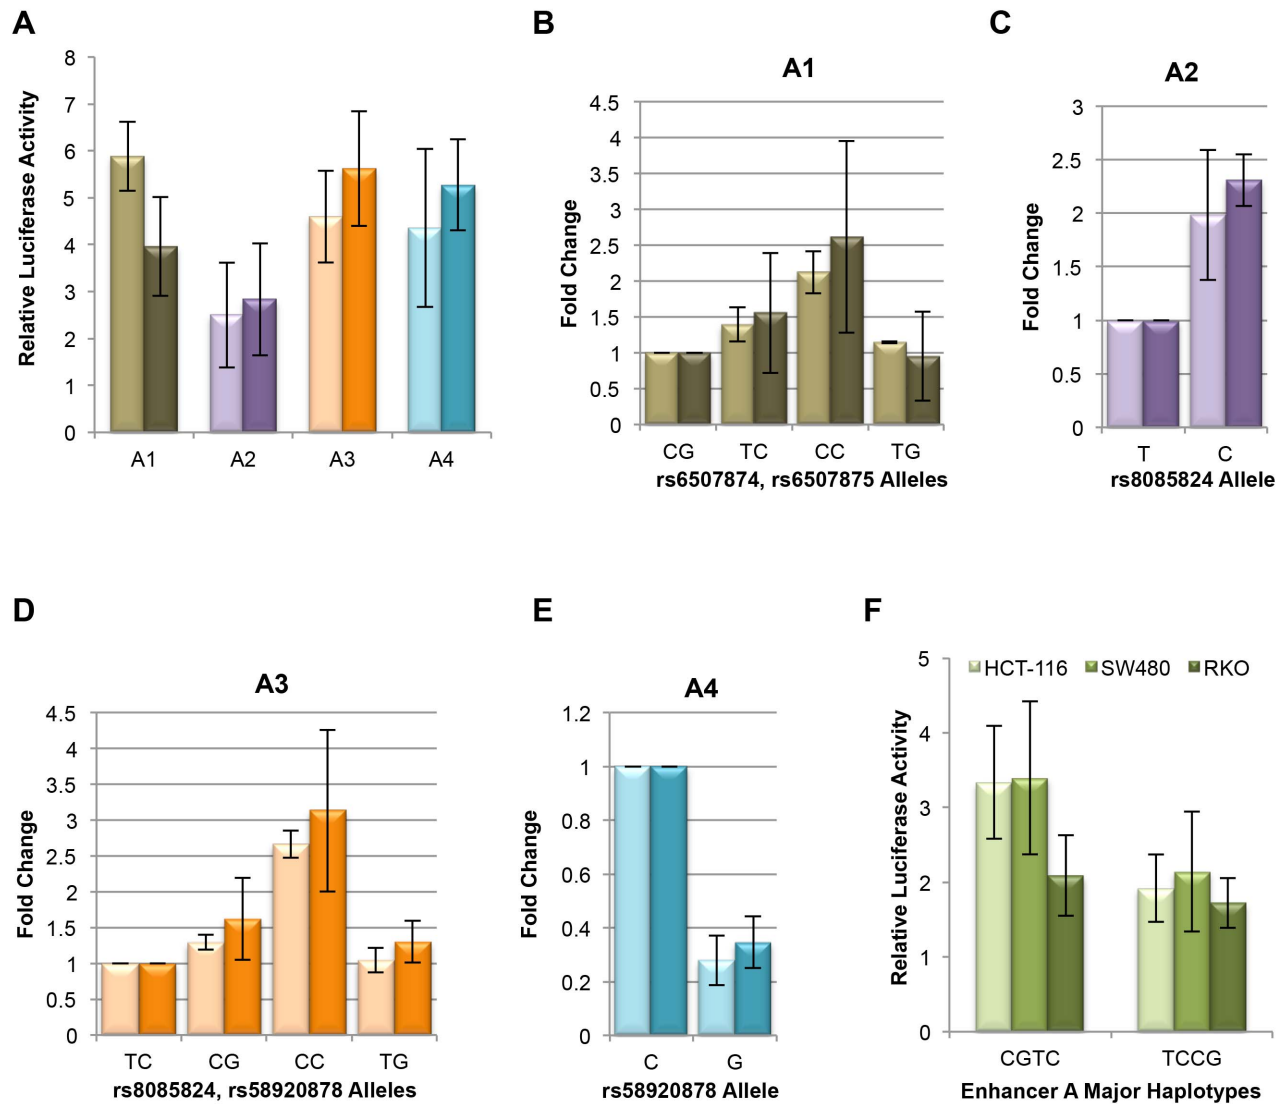 A
Relative Luciferase Activity
8
7
6
5
4
3
2
1
0
A1 A2 A3 A4
B
A1
Fold Change
4.5
4
3.5
3
2.5
2
1.5
1
0.5
0
CG TC CC TG
rs6507874, rs6507875 Alleles
C
A2
Fold Change
3
2.5
2
1.5
1
0.5
0
T C
rs8085824 Allele
D
A3
Fold Change
4.5
4
3.5
3
2.5
2
1.5
1
0.5
0
TC CG CC TG
rs8085824, rs58920878 Alleles
E
A4
Fold Change
1.2
1
0.8
0.6
0.4
0.2
0
C G
rs58920878 Allele
F
HCT-116 SW480 RKO
Relative Luciferase Activity
5
4
3
2
1
0
CGTC TCCG
Enhancer A Major Haplotypes